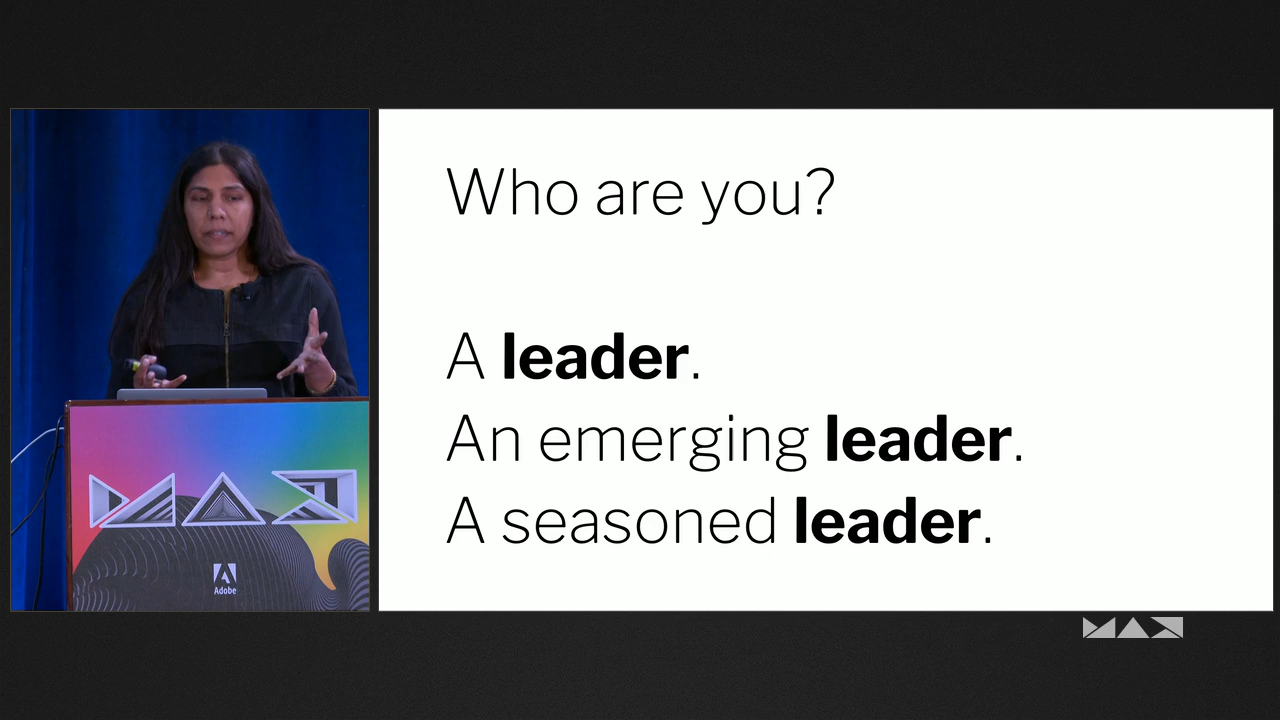 Who are you?
A leader.
An emerging leader.
A seasoned leader.
MAX
Adobe
MAX